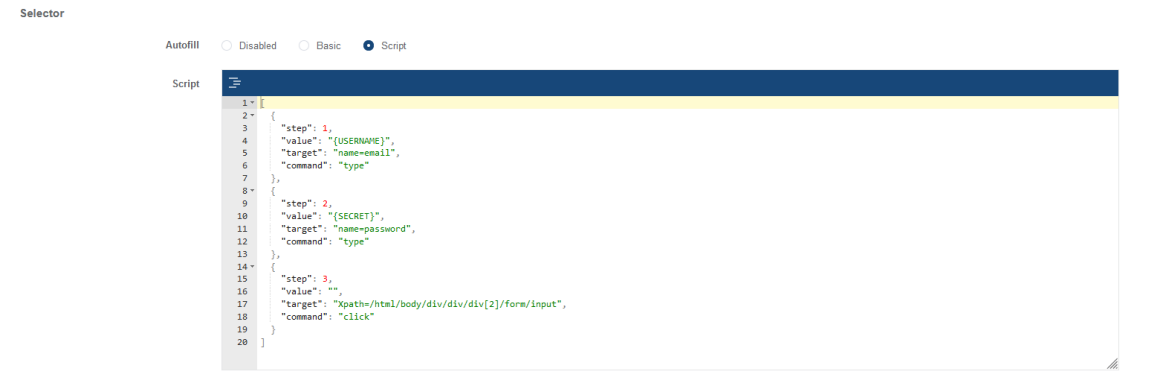 Selector
Autofill Disabled Basic Script
Script
1 [
2 {
3 "step": 1,
4 "value": "{USERNAME}",
5 "target": "name=email",
6 "command": "type"
7 },
8 {
9 "step": 2,
10 "value": "{SECRET}",
11 "target": "name=password",
12 "command": "type"
13 },
14 {
15 "step": 3,
16 "value": "",
17 "target": "Xpath=/html/body/div/div/div[2]/form/input",
18 "command": "click"
19 }
20 ]